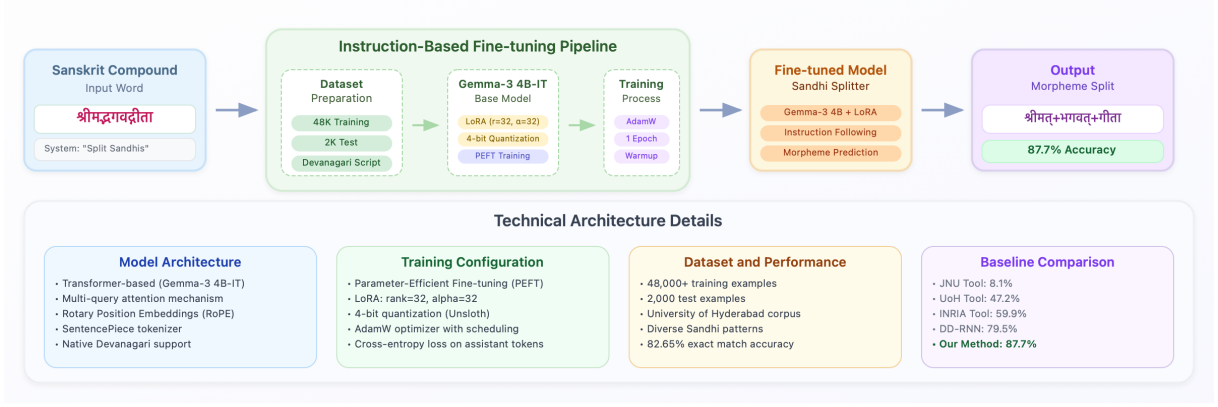 Instruction-Based Fine-tuning Pipeline
Sanskrit Compound
Input Word
श्रीमद्भगवद्गीता
System: "Split Sandhis"
Dataset
Preparation
48K Training
2K Test
Devanagari Script
Gemma-3 4B-IT
Base Model
LoRA (r=32, α=32)
4-bit Quantization
PEFT Training
Training
Process
AdamW
1 Epoch
Warmup
Fine-tuned Model
Sandhi Splitter
Gemma-3 4B + LoRA
Instruction Following
Morpheme Prediction
Output
Morpheme Split
श्रीमत्+भगवत्+गीता
87.7% Accuracy
Technical Architecture Details
Model Architecture
• Transformer-based (Gemma-3 4B-IT)
• Multi-query attention mechanism
• Rotary Position Embeddings (RoPE)
• SentencePiece tokenizer
• Native Devanagari support
Training Configuration
• Parameter-Efficient Fine-tuning (PEFT)
• LoRA: rank=32, alpha=32
• 4-bit quantization (Unsloth)
• AdamW optimizer with scheduling
• Cross-entropy loss on assistant tokens
Dataset and Performance
• 48,000+ training examples
• 2,000 test examples
• University of Hyderabad corpus
• Diverse Sandhi patterns
• 82.65% exact match accuracy
Baseline Comparison
• JNU Tool: 8.1%
• UoH Tool: 47.2%
• INRIA Tool: 59.9%
• DD-RNN: 79.5%
• Our Method: 87.7%